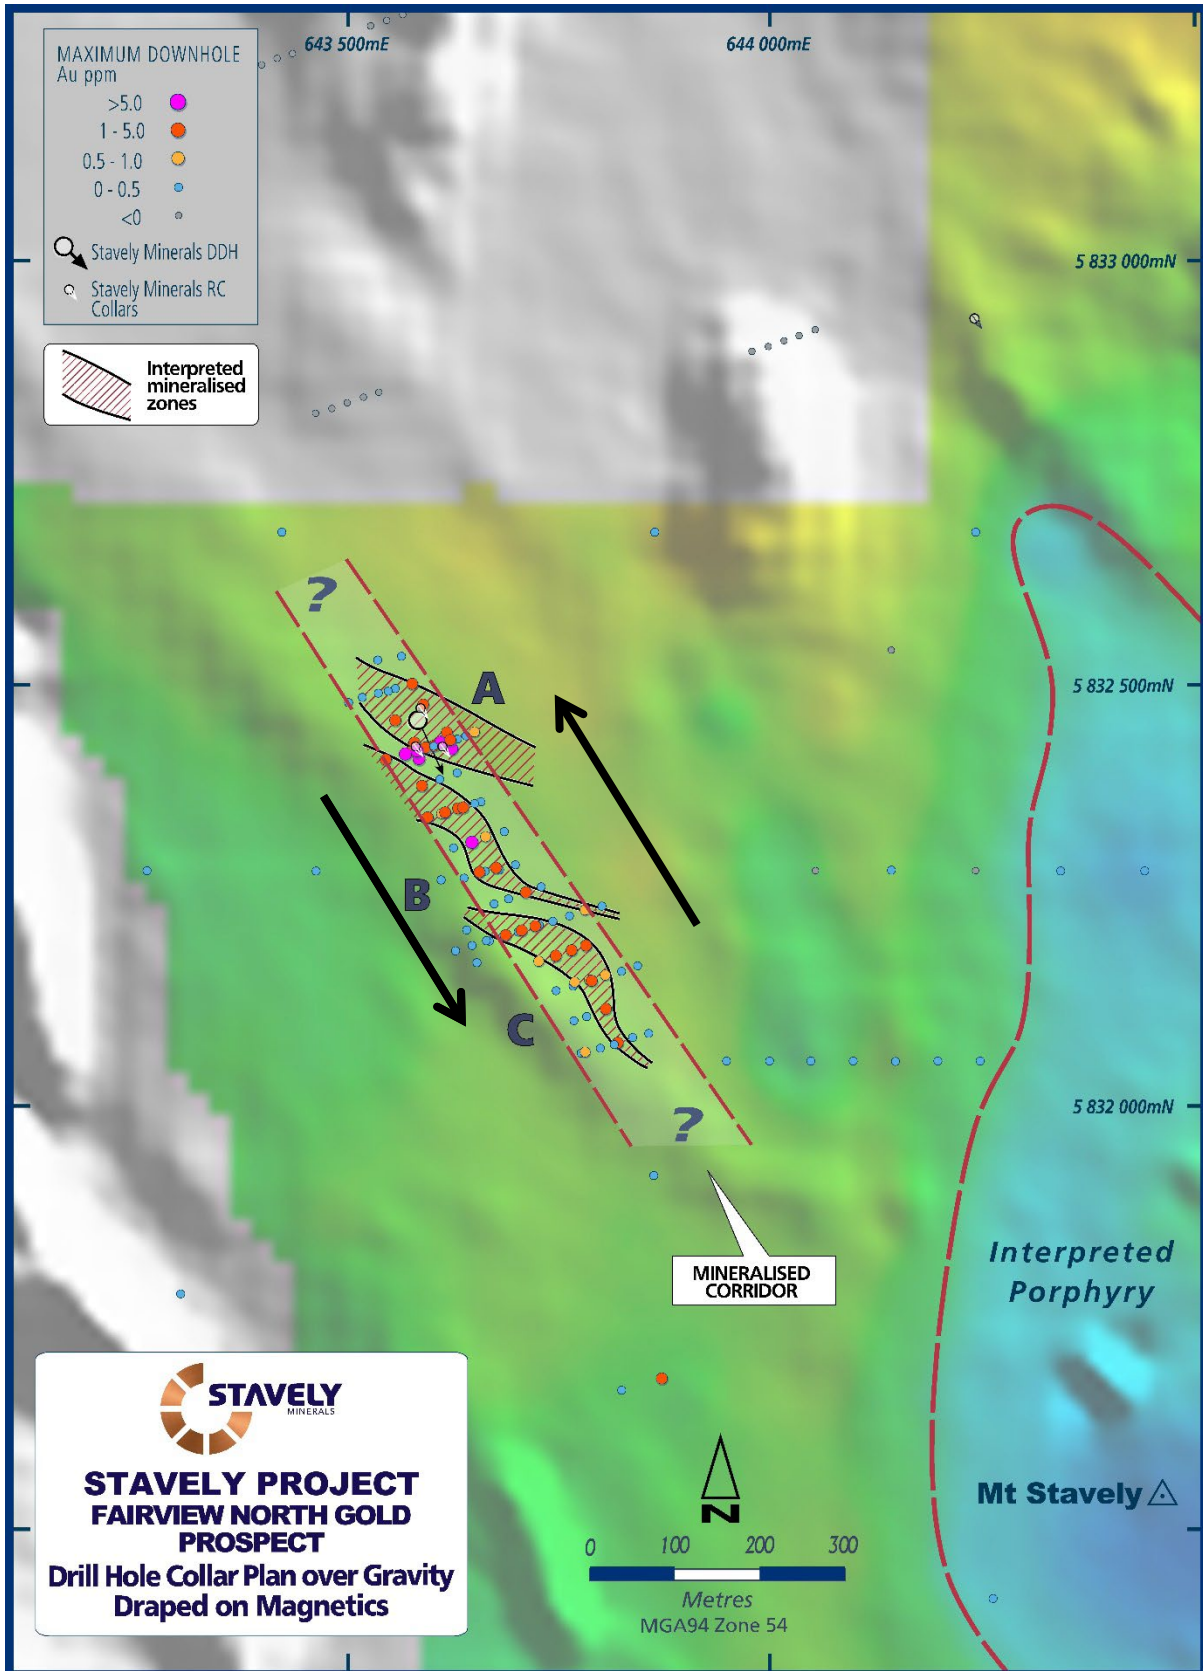 643 500mE
644 000mE
MAXIMUM DOWNHOLE
Au ppm
>5.0
1 - 5.0
0.5 - 1.0
0 - 0.5
<0
Stavely Minerals DDH
Stavely Minerals RC
Collars
Interpreted
mineralised
zones
5 833 000mN
?
A
5 832 500mN
B
C
5 832 000mN
?
MINERALISED
CORRIDOR
Interpreted
Porphyry
Mt Stavely
STAVELY
MINERALS
STAVELY PROJECT
FAIRVIEW NORTH GOLD
PROSPECT
Drill Hole Collar Plan over Gravity
Draped on Magnetics
N
0 100 200 300
Metres
MGA94 Zone 54